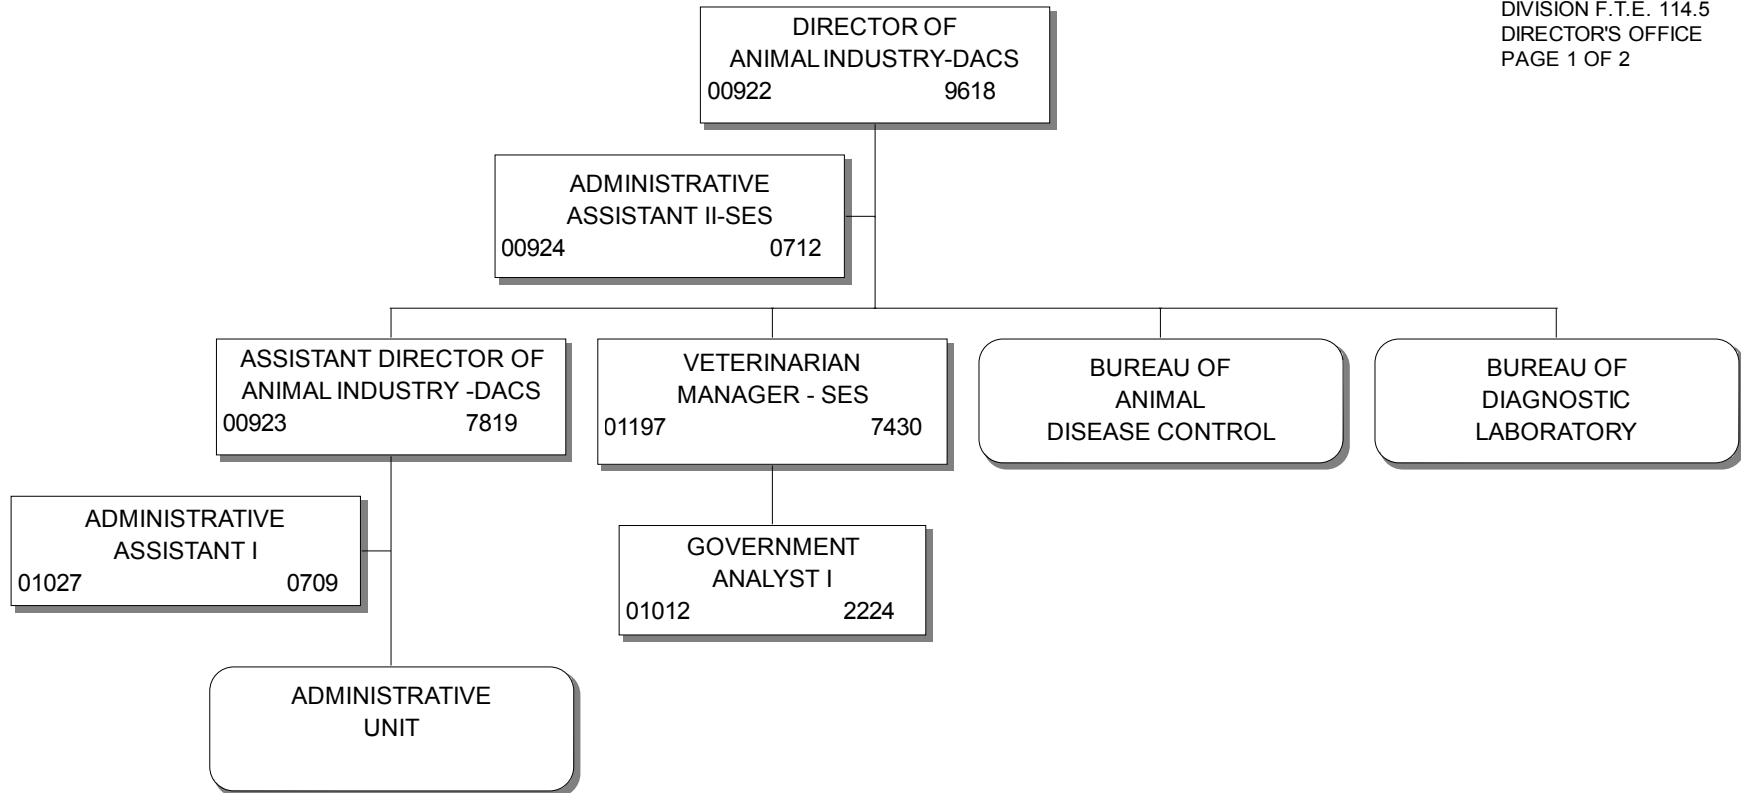 DIVISION F.T.E. 114.5
DIRECTOR'S OFFICE
PAGE 1 OF 2
DIRECTOR OF
ANIMAL INDUSTRY-DACS
00922 9618
ADMINISTRATIVE
ASSISTANT II-SES
00924 0712
ASSISTANT DIRECTOR OF
ANIMAL INDUSTRY -DACS
00923 7819
VETERINARIAN
MANAGER - SES
01197 7430
BUREAU OF
ANIMAL
DISEASE CONTROL
BUREAU OF
DIAGNOSTIC
LABORATORY
ADMINISTRATIVE
ASSISTANT I
01027 0709
GOVERNMENT
ANALYST I
01012 2224
ADMINISTRATIVE
UNIT